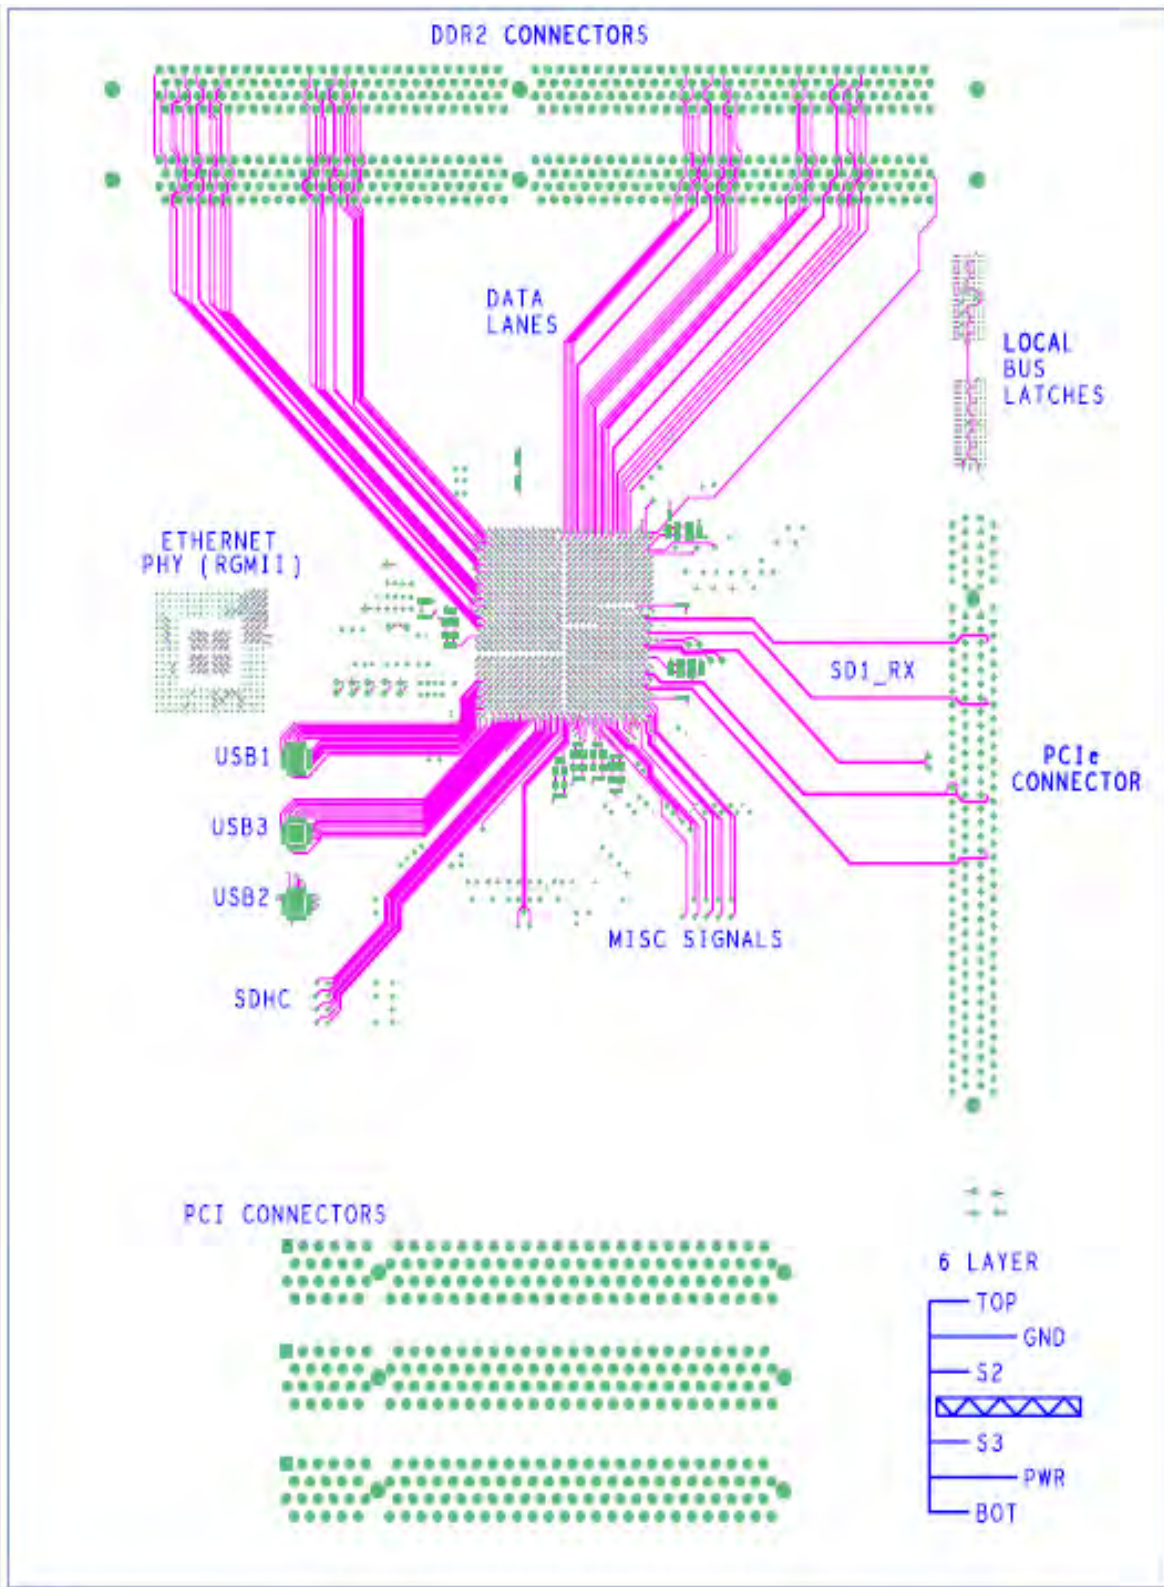 DDR2 CONNECTORS
DATA
LANES
LOCAL
BUS
LATCHES
ETHERNET
PHY (RGMII)
SD1_RX
USB1
PCIe
CONNECTOR
USB3
USB2
MISC SIGNALS
SDHC
PCI CONNECTORS
6 LAYER
TOP
GND
S2
S3
PWR
BOT